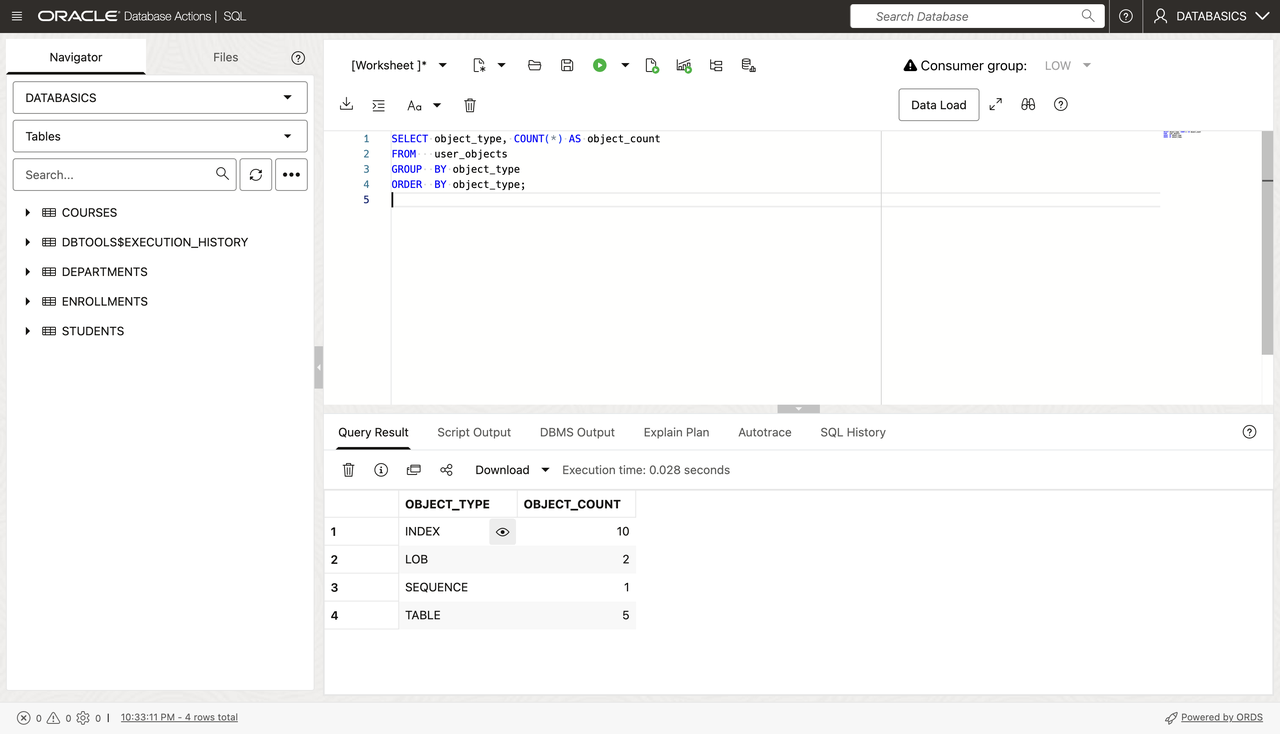 ORACLE Database Actions | SQL
Search Database
DATABASICS
Navigator
Files
DATABASICS
Tables
Search...
COURSES
DBTOOLS$EXECUTION_HISTORY
DEPARTMENTS
ENROLLMENTS
STUDENTS
[Worksheet ]*
Consumer group: LOW
Aa
Data Load
1 SELECT object_type, COUNT(*) AS object_count
2 FROM user_objects
3 GROUP BY object_type
4 ORDER BY object_type;
5
Query Result Script Output DBMS Output Explain Plan Autotrace SQL History
Download Execution time: 0.028 seconds
OBJECT_TYPE OBJECT_COUNT
1 INDEX 10
2 LOB 2
3 SEQUENCE 1
4 TABLE 5
0 0 0 | 10:33:11 PM - 4 rows total
Powered by ORDS